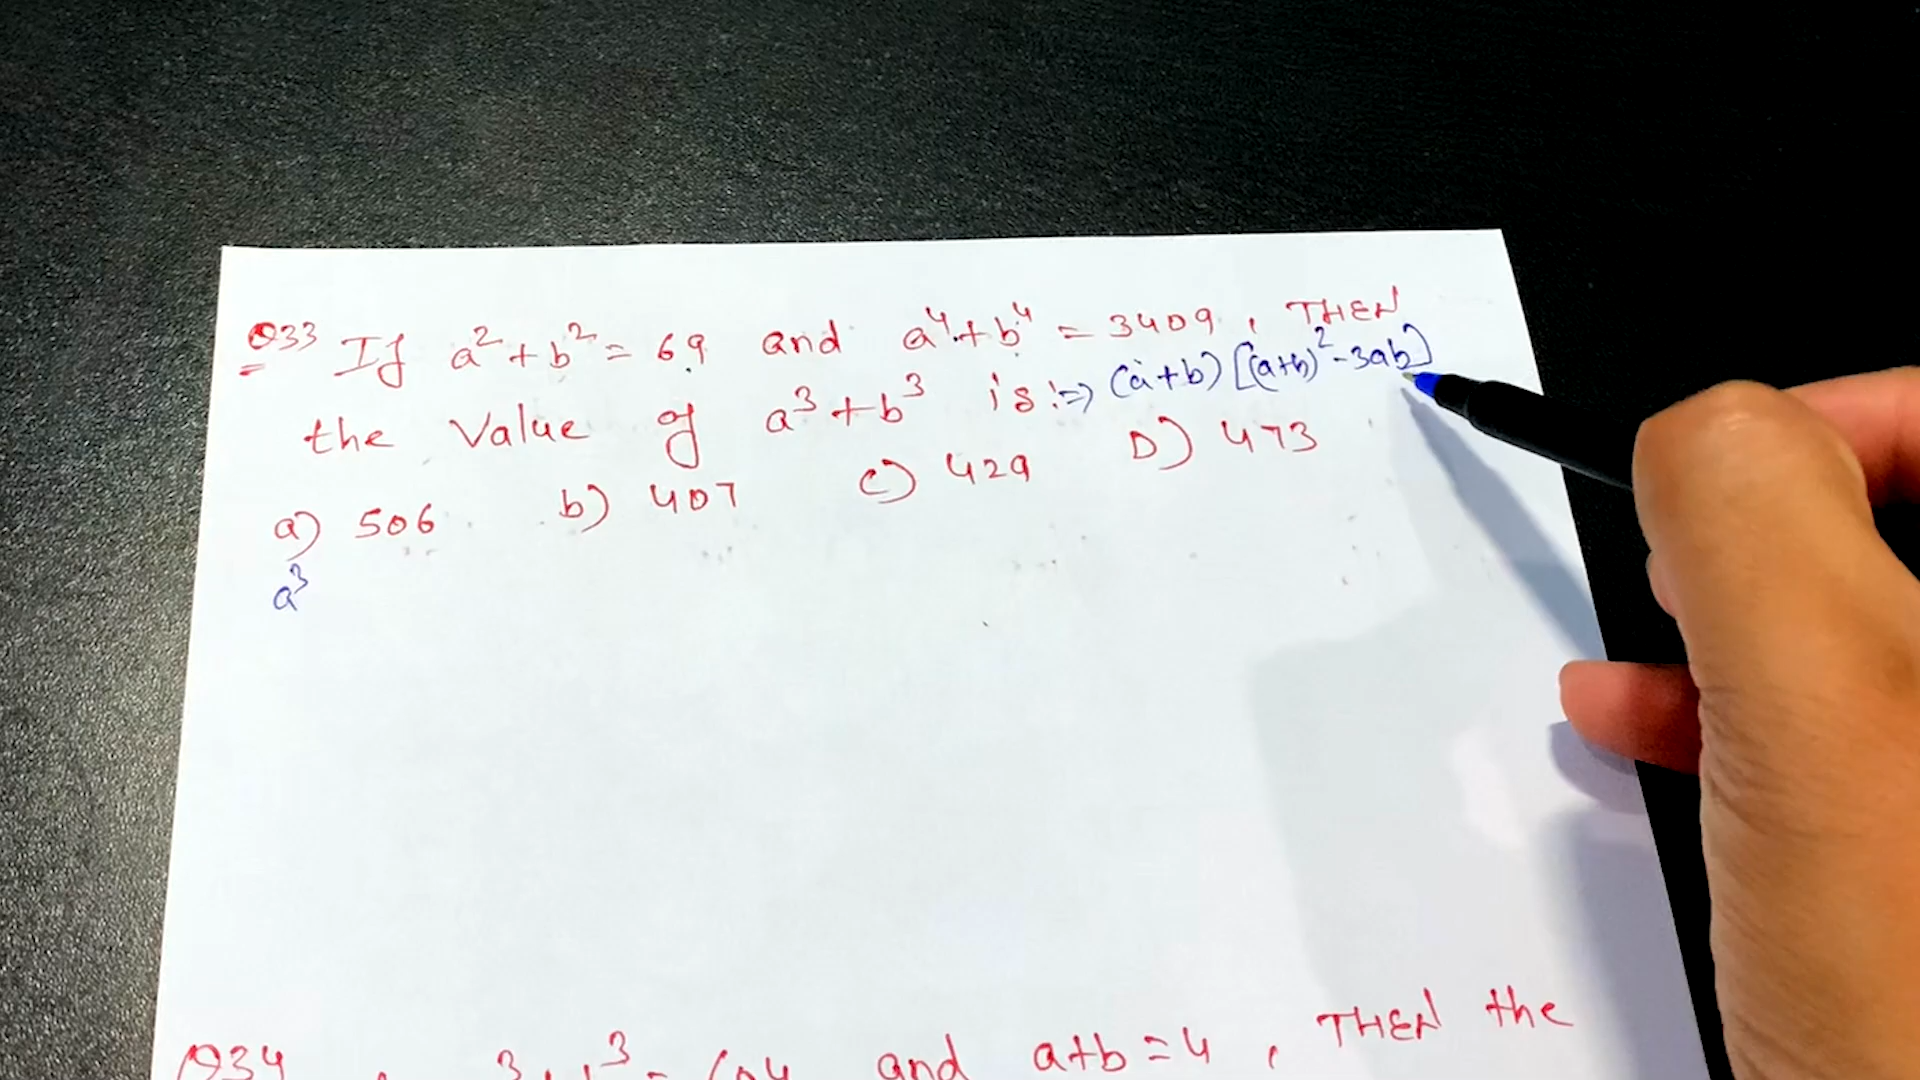 Q33 If a²+b² = 69 and a⁴+b⁴ = 3409, THEN
the Value of a³+b³ is:⇒ (a+b)[(a+b)²-3ab]
a) 506 b) 407 c) 429 D) 473
a³
Q34 and a+b=4, THEN the